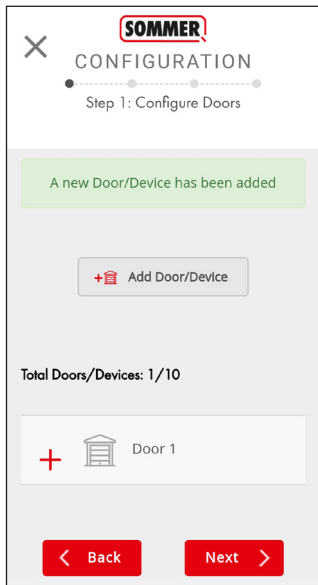 SOMMER
CONFIGURATION
Step 1: Configure Doors
A new Door/Device has been added
Add Door/Device
Total Doors/Devices: 1/10
Door 1
Back
Next